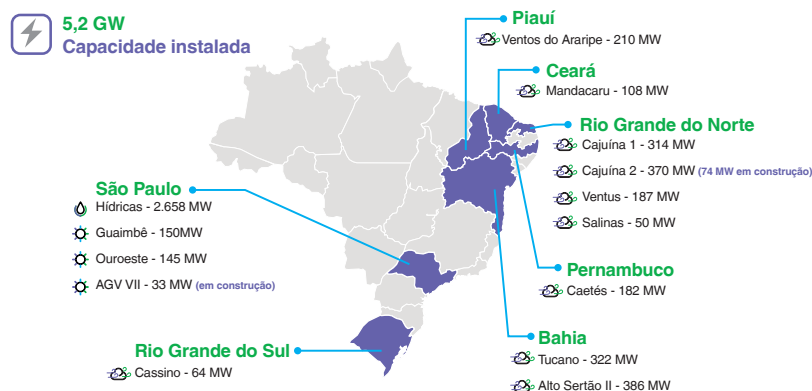 5,2 GW
Capacidade instalada
Piauí
Ventos do Araripe - 210 MW
Ceará
Mandacaru - 108 MW
Rio Grande do Norte
Cajuína 1 - 314 MW
Cajuína 2 - 370 MW (74 MW em construção)
Ventus - 187 MW
Salinas - 50 MW
São Paulo
Hídricas - 2.658 MW
Guaimbê - 150MW
Ouroeste - 145 MW
AGV VII - 33 MW (em construção)
Pernambuco
Caetés - 182 MW
Rio Grande do Sul
Cassino - 64 MW
Bahia
Tucano - 322 MW
Alto Sertão II - 386 MW